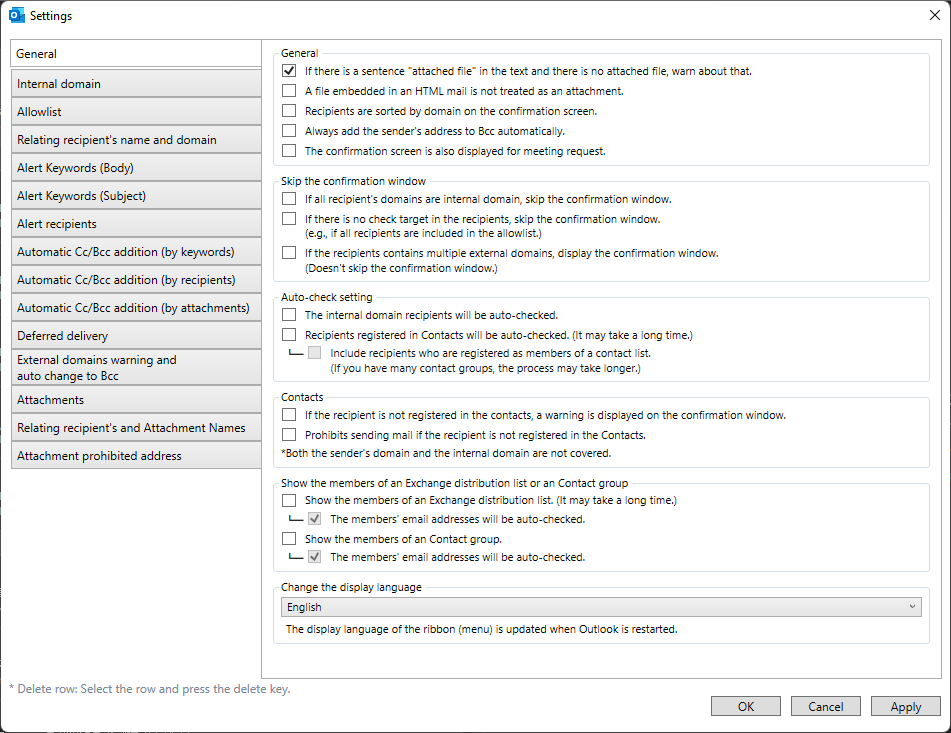 Settings
General
Internal domain
Allowlist
Relating recipient's name and domain
Alert Keywords (Body)
Alert Keywords (Subject)
Alert recipients
Automatic Cc/Bcc addition (by keywords)
Automatic Cc/Bcc addition (by recipients)
Automatic Cc/Bcc addition (by attachments)
Deferred delivery
External domains warning and
auto change to Bcc
Attachments
Relating recipient's and Attachment Names
Attachment prohibited address
General
If there is a sentence "attached file" in the text and there is no attached file, warn about that.
A file embedded in an HTML mail is not treated as an attachment.
Recipients are sorted by domain on the confirmation screen.
Always add the sender's address to Bcc automatically.
The confirmation screen is also displayed for meeting request.
Skip the confirmation window
If all recipient's domains are internal domain, skip the confirmation window.
If there is no check target in the recipients, skip the confirmation window.
(e.g., if all recipients are included in the allowlist.)
If the recipients contains multiple external domains, display the confirmation window.
(Doesn't skip the confirmation window.)
Auto-check setting
The internal domain recipients will be auto-checked.
Recipients registered in Contacts will be auto-checked. (It may take a long time.)
Include recipients who are registered as members of a contact list.
(If you have many contact groups, the process may take longer.)
Contacts
If the recipient is not registered in the contacts, a warning is displayed on the confirmation window.
Prohibits sending mail if the recipient is not registered in the Contacts.
*Both the sender's domain and the internal domain are not covered.
Show the members of an Exchange distribution list or an Contact group
Show the members of an Exchange distribution list. (It may take a long time.)
The members' email addresses will be auto-checked.
Show the members of an Contact group.
The members' email addresses will be auto-checked.
Change the display language
English
The display language of the ribbon (menu) is updated when Outlook is restarted.
* Delete row: Select the row and press the delete key.
OK
Cancel
Apply